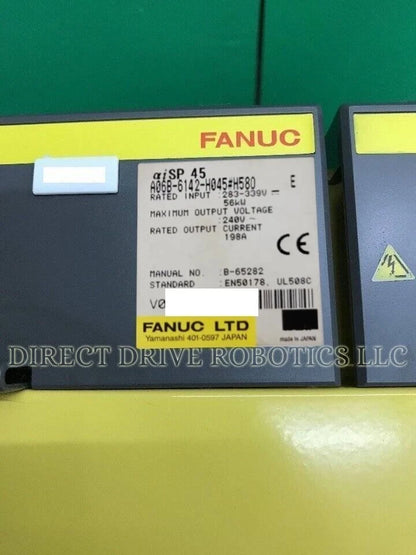 FANUC
αiSP 45
A06B-6142-H045#H580 E
RATED INPUT : 283-339V
56kW
MAXIMUM OUTPUT VOLTAGE
: 240V ~
RATED OUTPUT CURRENT
: 198A
CE
MANUAL NO. : B-65282
STANDARD : EN50178, UL508C
V0
FANUC LTD
Yamanashi 401-0597 JAPAN
made in JAPAN
DIRECT DRIVE ROBOTICS LLC